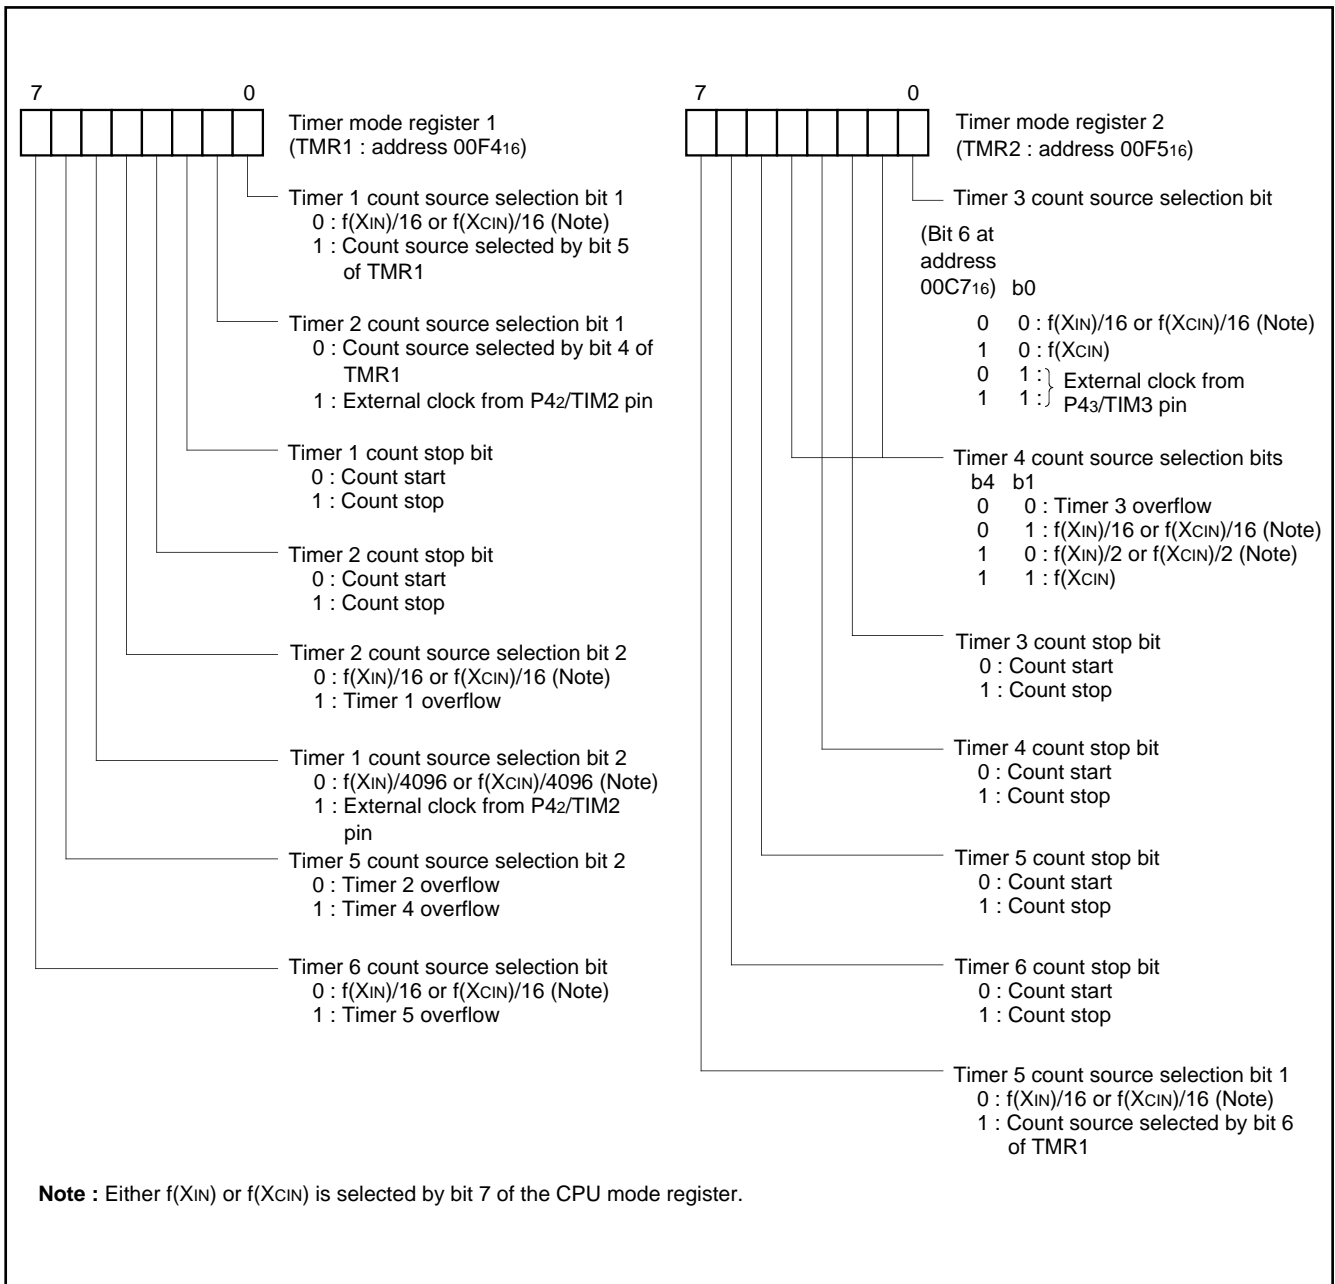 7 0
Timer mode register 1
(TMR1 : address 00F416)
Timer 1 count source selection bit 1
0 : f(XIN)/16 or f(XCIN)/16 (Note)
1 : Count source selected by bit 5
of TMR1
Timer 2 count source selection bit 1
0 : Count source selected by bit 4 of
TMR1
1 : External clock from P42/TIM2 pin
Timer 1 count stop bit
0 : Count start
1 : Count stop
Timer 2 count stop bit
0 : Count start
1 : Count stop
Timer 2 count source selection bit 2
0 : f(XIN)/16 or f(XCIN)/16 (Note)
1 : Timer 1 overflow
Timer 1 count source selection bit 2
0 : f(XIN)/4096 or f(XCIN)/4096 (Note)
1 : External clock from P42/TIM2
pin
Timer 5 count source selection bit 2
0 : Timer 2 overflow
1 : Timer 4 overflow
Timer 6 count source selection bit
0 : f(XIN)/16 or f(XCIN)/16 (Note)
1 : Timer 5 overflow
7 0
Timer mode register 2
(TMR2 : address 00F516)
Timer 3 count source selection bit
(Bit 6 at
address
00C716) b0
0 0 : f(XIN)/16 or f(XCIN)/16 (Note)
1 0 : f(XCIN)
0 1 : External clock from
1 1 : P43/TIM3 pin
Timer 4 count source selection bits
b4 b1
0 0 : Timer 3 overflow
0 1 : f(XIN)/16 or f(XCIN)/16 (Note)
1 0 : f(XIN)/2 or f(XCIN)/2 (Note)
1 1 : f(XCIN)
Timer 3 count stop bit
0 : Count start
1 : Count stop
Timer 4 count stop bit
0 : Count start
1 : Count stop
Timer 5 count stop bit
0 : Count start
1 : Count stop
Timer 6 count stop bit
0 : Count start
1 : Count stop
Timer 5 count source selection bit 1
0 : f(XIN)/16 or f(XCIN)/16 (Note)
1 : Count source selected by bit 6
of TMR1
Note : Either f(XIN) or f(XCIN) is selected by bit 7 of the CPU mode register.